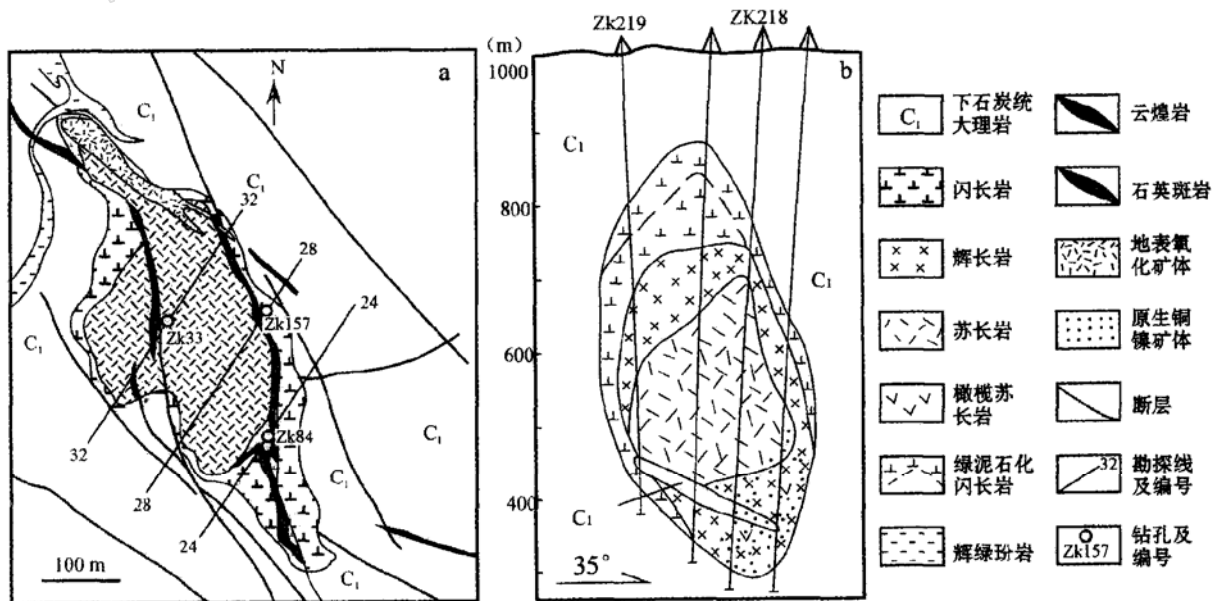 a
N
C₁
C₁
32
28
24
Zk157
Zk33
Zk84
C₁
C₁
C₁
32
28
24
C₁
C₁
100 m
b
Zk219
ZK218
(m)
1000
800
600
400
C₁
C₁
C₁
C₁
35°
C₁
下石炭统
大理岩
闪长岩
辉长岩
苏长岩
橄榄苏
长岩
绿泥石化
闪长岩
辉绿玢岩
云煌岩
石英斑岩
地表氧
化矿体
原生铜
镍矿体
断层
32
勘探线
及编号
Zk157
钻孔及
编号